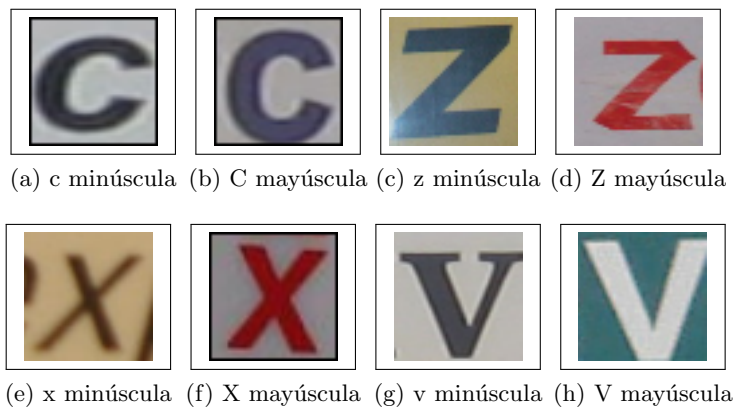 C C Z Z
(a) c minúscula (b) C mayúscula (c) z minúscula (d) Z mayúscula
X X V V
(e) x minúscula (f) X mayúscula (g) v minúscula (h) V mayúscula